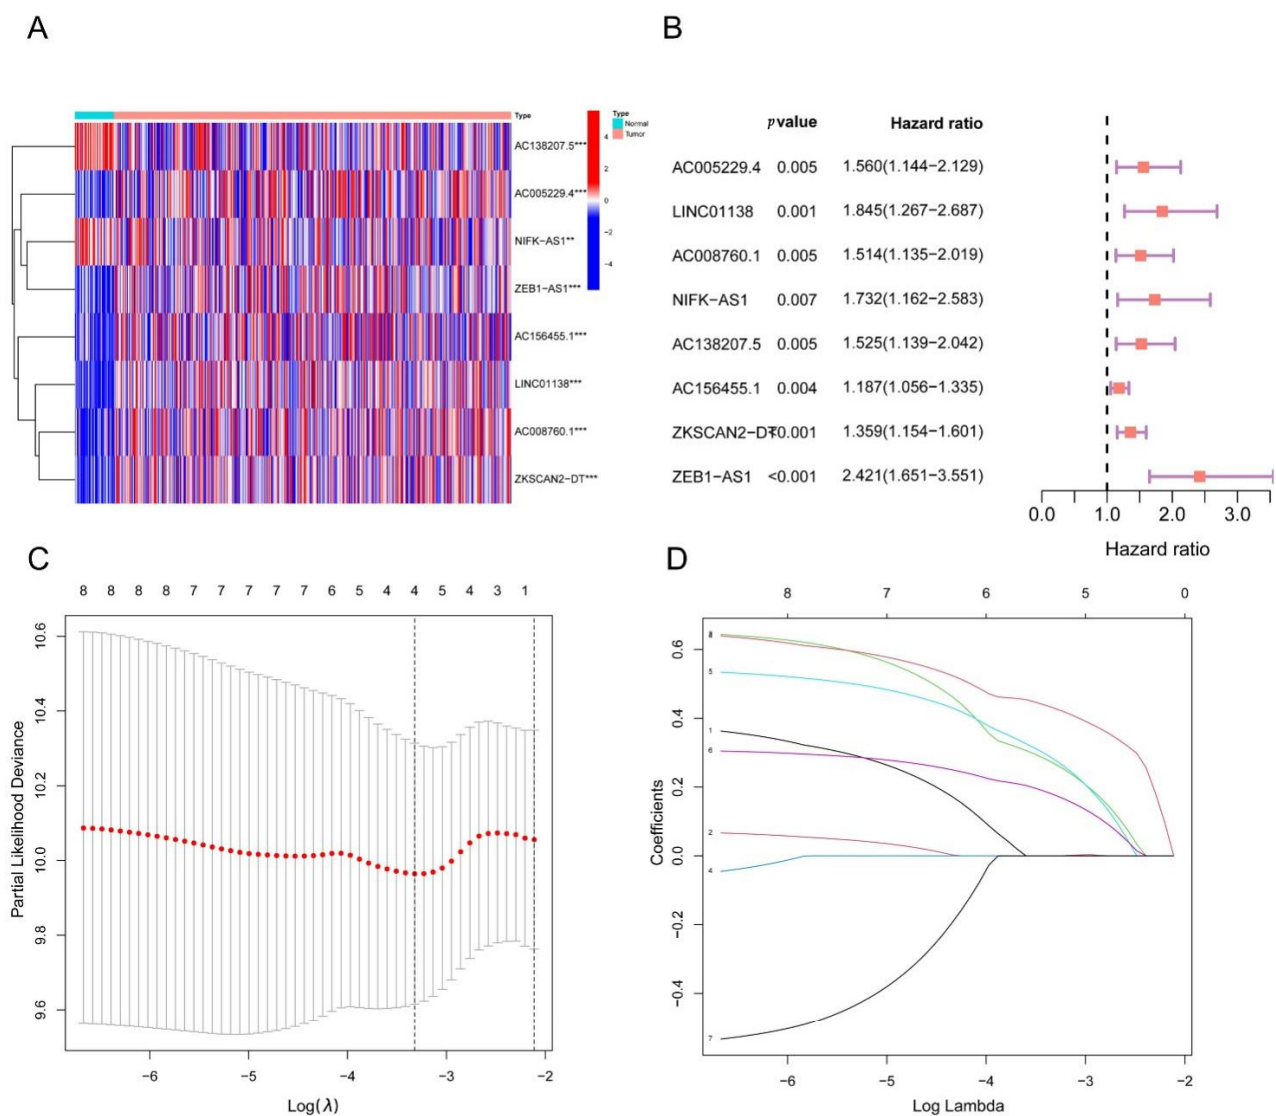 A
B
Type
Type
Normal
Tumor
4
2
0
−2
−4
AC138207.5***
AC005229.4***
NIFK−AS1**
ZEB1−AS1***
AC156455.1***
LINC01138***
AC008760.1***
ZKSCAN2−DT***
pvalue Hazard ratio
AC005229.4 0.005 1.560(1.144−2.129)
LINC01138 0.001 1.845(1.267−2.687)
AC008760.1 0.005 1.514(1.135−2.019)
NIFK−AS1 0.007 1.732(1.162−2.583)
AC138207.5 0.005 1.525(1.139−2.042)
AC156455.1 0.004 1.187(1.056−1.335)
ZKSCAN2−DT <0.001 1.359(1.154−1.601)
ZEB1−AS1 <0.001 2.421(1.651−3.551)
0.0 1.0 2.0 3.0
Hazard ratio
C
8 8 8 8 7 7 7 7 6 5 4 4 5 4 3 1
10.6
10.4
10.2
10.0
9.8
9.6
Partial Likelihood Deviance
−6 −5 −4 −3 −2
Log(λ)
D
8 7 6 5 0
0.6
0.4
0.2
0.0
−0.2
−0.4
Coefficients
5
1
6
2
4
7
−6 −5 −4 −3 −2
Log Lambda